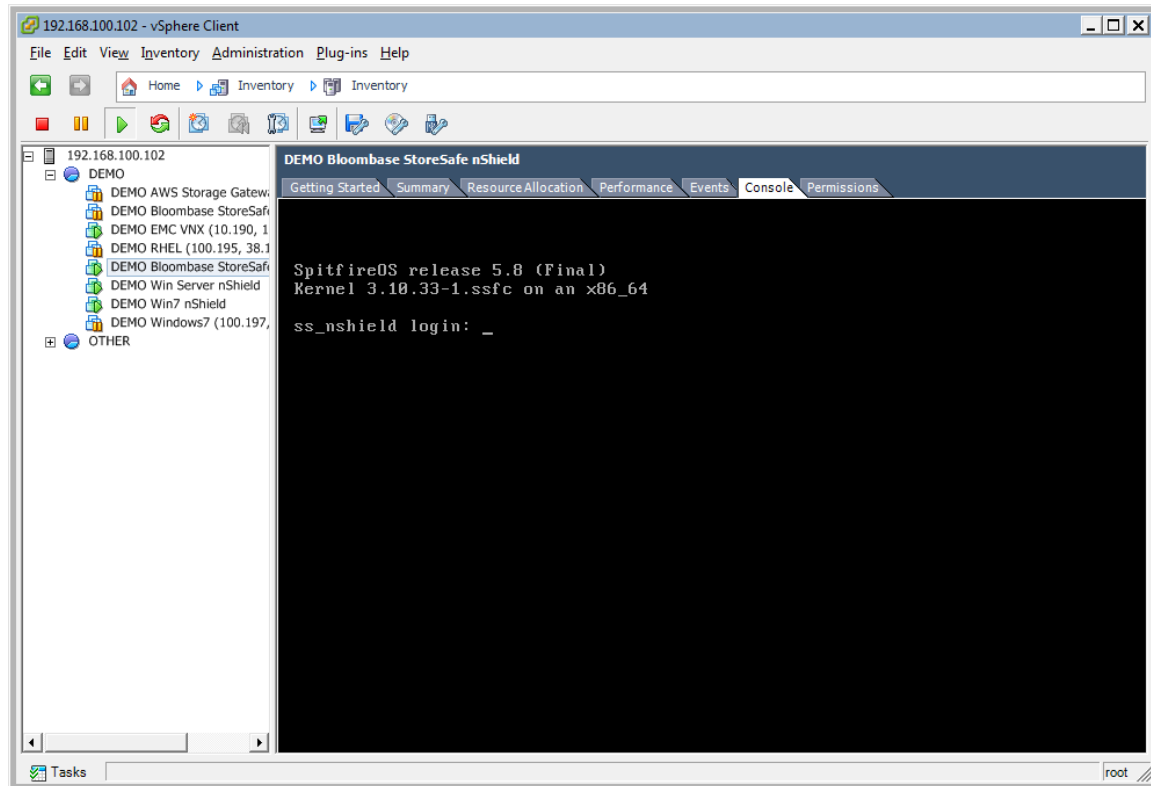 192.168.100.102 - vSphere Client
File Edit View Inventory Administration Plug-ins Help
Home Inventory Inventory
192.168.100.102
DEMO
DEMO AWS Storage Gatew
DEMO Bloombase StoreSaf
DEMO EMC VNX (10.190, 1
DEMO RHEL (100.195, 38.1
DEMO Bloombase StoreSaf
DEMO Win Server nShield
DEMO Win7 nShield
DEMO Windows7 (100.197,
OTHER
DEMO Bloombase StoreSafe nShield
Getting Started Summary Resource Allocation Performance Events Console Permissions
SpitfireOS release 5.8 (Final)
Kernel 3.10.33-1.ssfc on an x86_64
ss_nshield login: _
Tasks
root